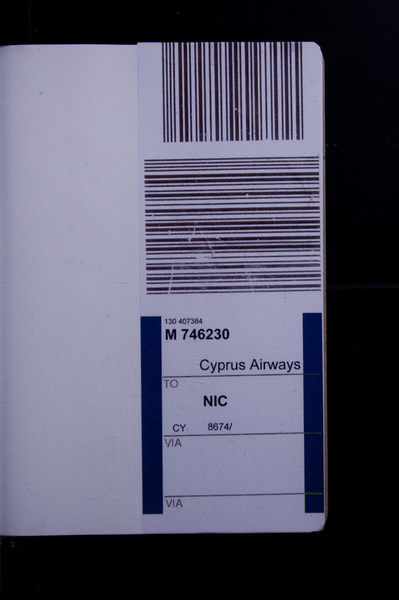 130 407384
M 746230
Cyprus Airways
TO
NIC
CY 8674/
VIA
VIA